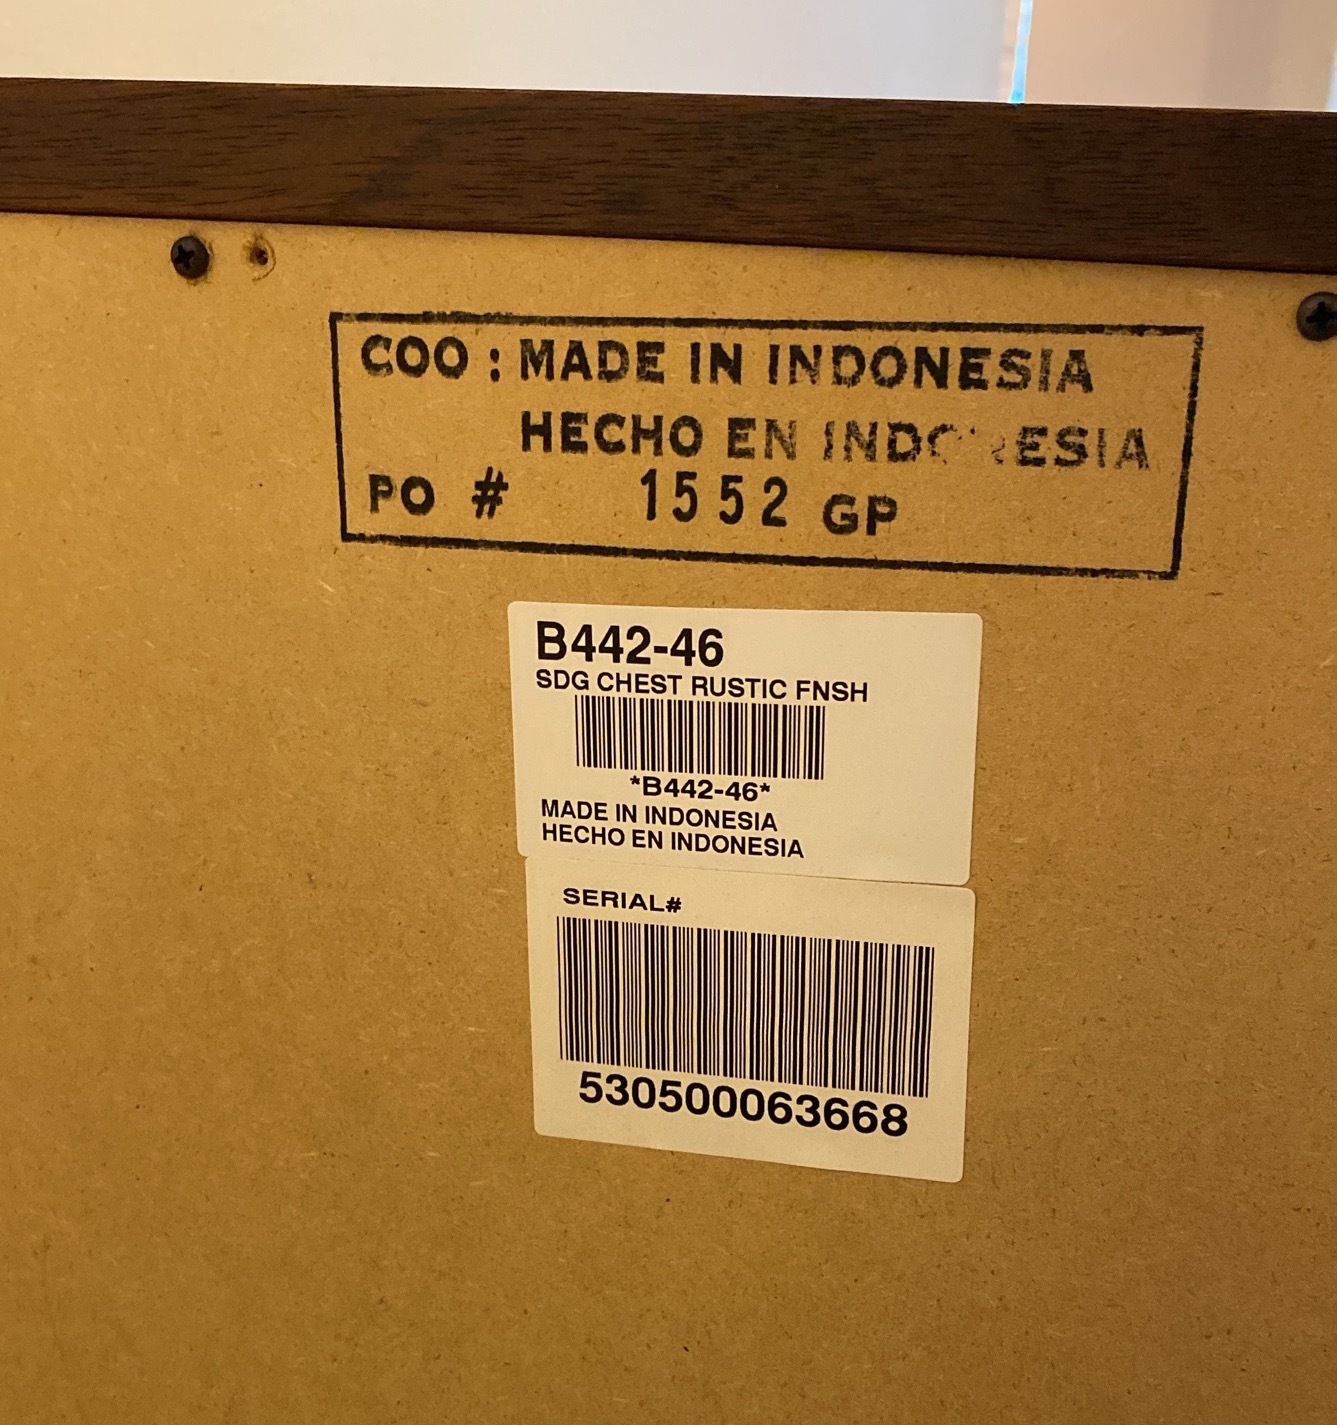 COO : MADE IN INDONESIA
HECHO EN INDONESIA
PO # 1552 GP
B442-46
SDG CHEST RUSTIC FNSH
*B442-46*
MADE IN INDONESIA
HECHO EN INDONESIA
SERIAL#
530500063668